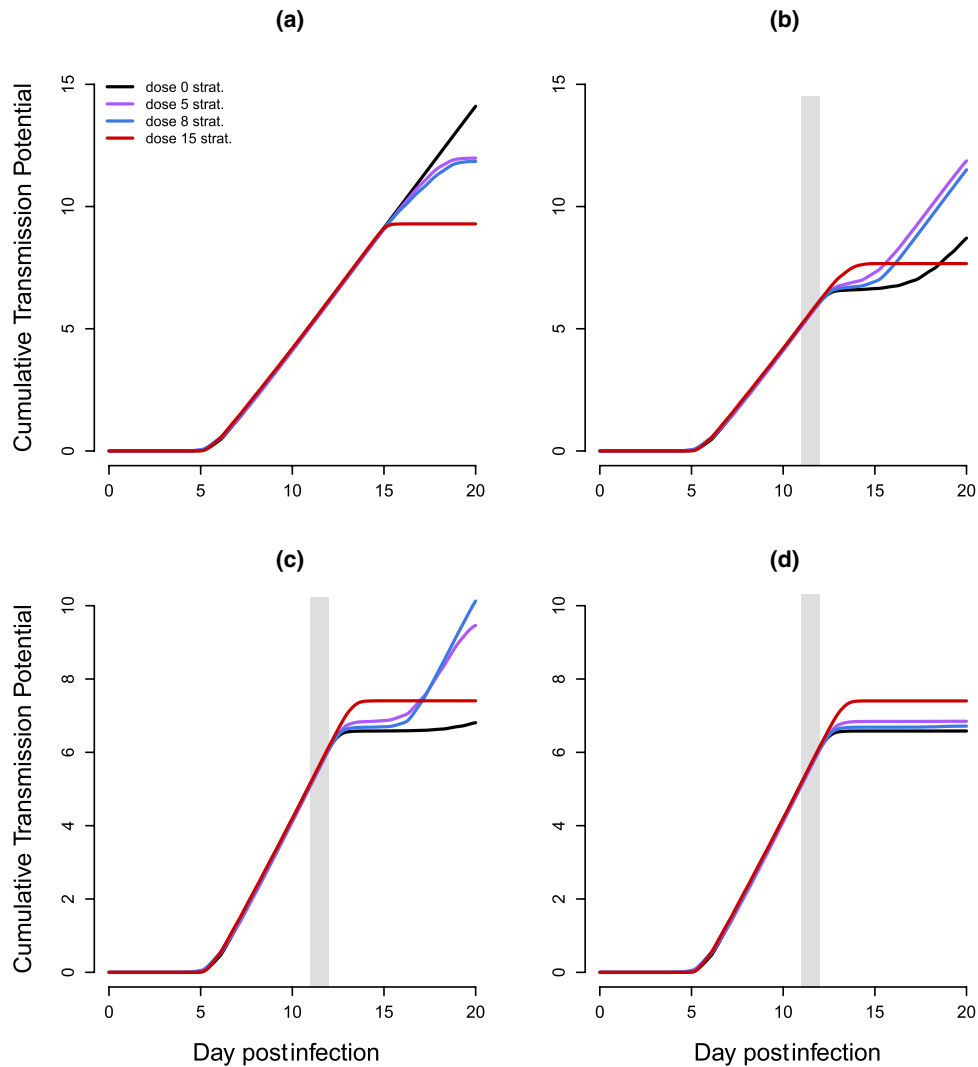 (a)
Cumulative Transmission Potential
15
10
5
0
dose 0 strat.
dose 5 strat.
dose 8 strat.
dose 15 strat.
0 5 10 15 20
(b)
15
10
5
0
0 5 10 15 20
(c)
Cumulative Transmission Potential
10
8
6
4
2
0
0 5 10 15 20
Day postinfection
(d)
10
8
6
4
2
0
0 5 10 15 20
Day postinfection